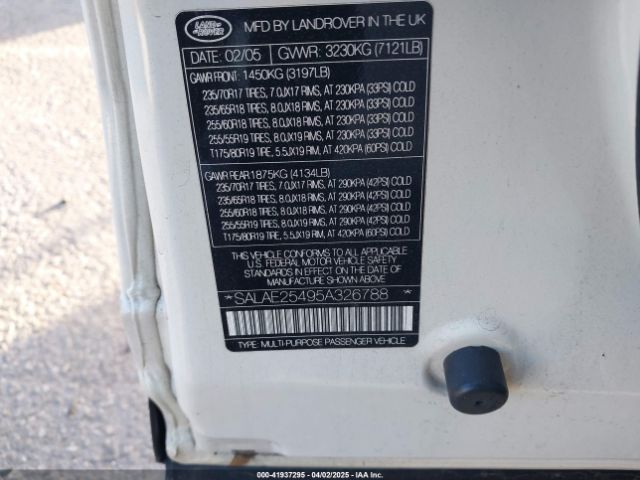 LAND
ROVER
MFD BY LANDROVER IN THE UK
DATE: 02/05 GVWR: 3230KG (7121LB)
GAWR FRONT: 1450KG (3197LB)
235/70R17 TIRES, 7.0JX17 RIMS, AT 230KPA (33PSI) COLD
235/65R18 TIRES, 8.0JX18 RIMS, AT 230KPA (33PSI) COLD
255/60R18 TIRES, 8.0JX18 RIMS, AT 230KPA (33PSI) COLD
255/55R19 TIRES, 8.0JX19 RIMS, AT 230KPA (33PSI) COLD
T175/80R19 TIRE, 5.5JX19 RIM, AT 420KPA (60PSI) COLD
GAWR REAR 1875KG (4134LB)
235/70R17 TIRES, 7.0JX17 RIMS, AT 290KPA (42PSI) COLD
235/65R18 TIRES, 8.0JX18 RIMS, AT 290KPA (42PSI) COLD
255/60R18 TIRES, 8.0JX18 RIMS, AT 290KPA (42PSI) COLD
255/55R19 TIRES, 8.0JX19 RIMS, AT 290KPA (42PSI) COLD
T175/80R19 TIRE, 5.5JX19 RIM, AT 420KPA (60PSI) COLD
THIS VEHICLE CONFORMS TO ALL APPLICABLE
U.S. FEDERAL MOTOR VEHICLE SAFETY
STANDARDS IN EFFECT ON THE DATE OF
MANUFACTURE SHOWN ABOVE
*SALAE25495A326788 *
TYPE: MULTI-PURPOSE PASSENGER VEHICLE
000-41937295 - 04/02/2025 - IAA Inc.